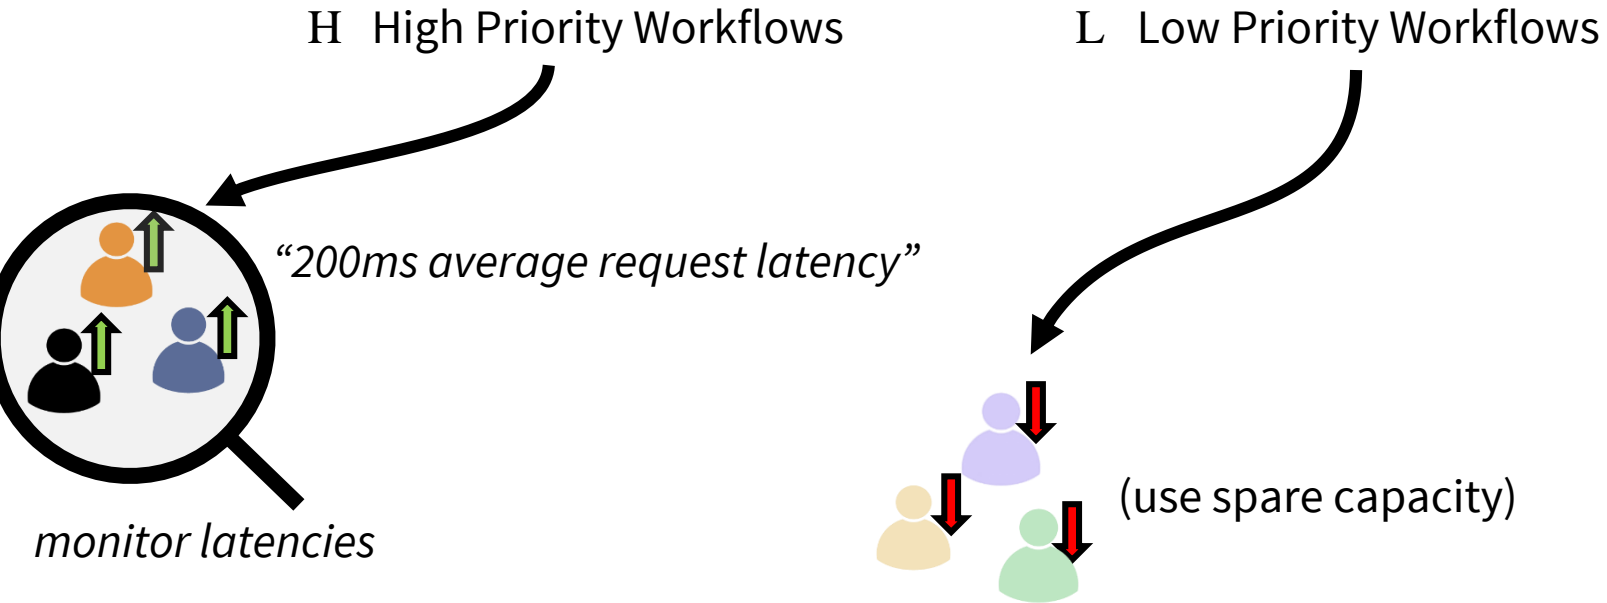 H High Priority Workflows
L Low Priority Workflows
“200ms average request latency”
(use spare capacity)
monitor latencies